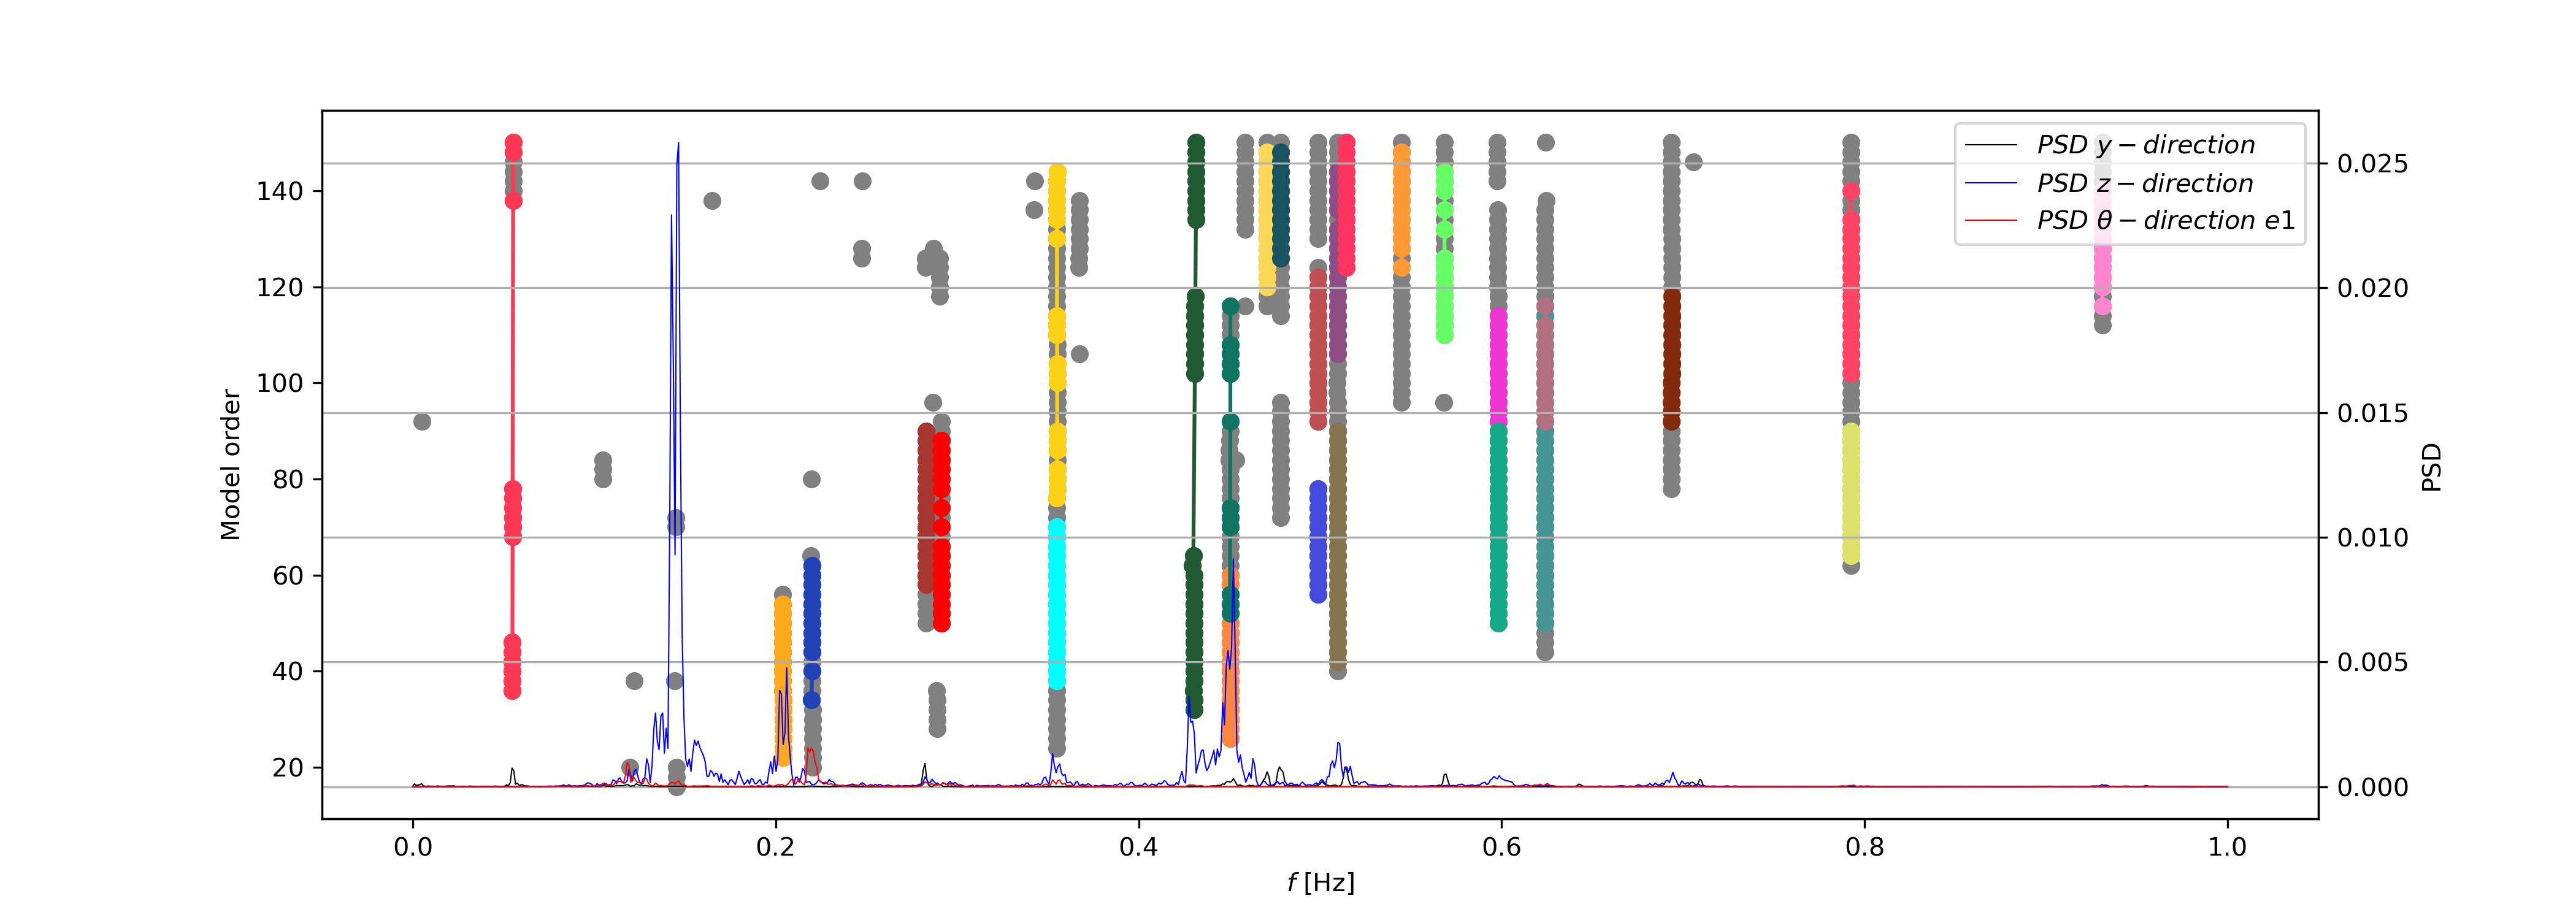 PSD y − direction
PSD z − direction
PSD θ − direction e1
140
120
100
80
60
40
20
Model order
0.025
0.020
0.015
0.010
0.005
0.000
PSD
0.0 0.2 0.4 0.6 0.8 1.0
f [Hz]